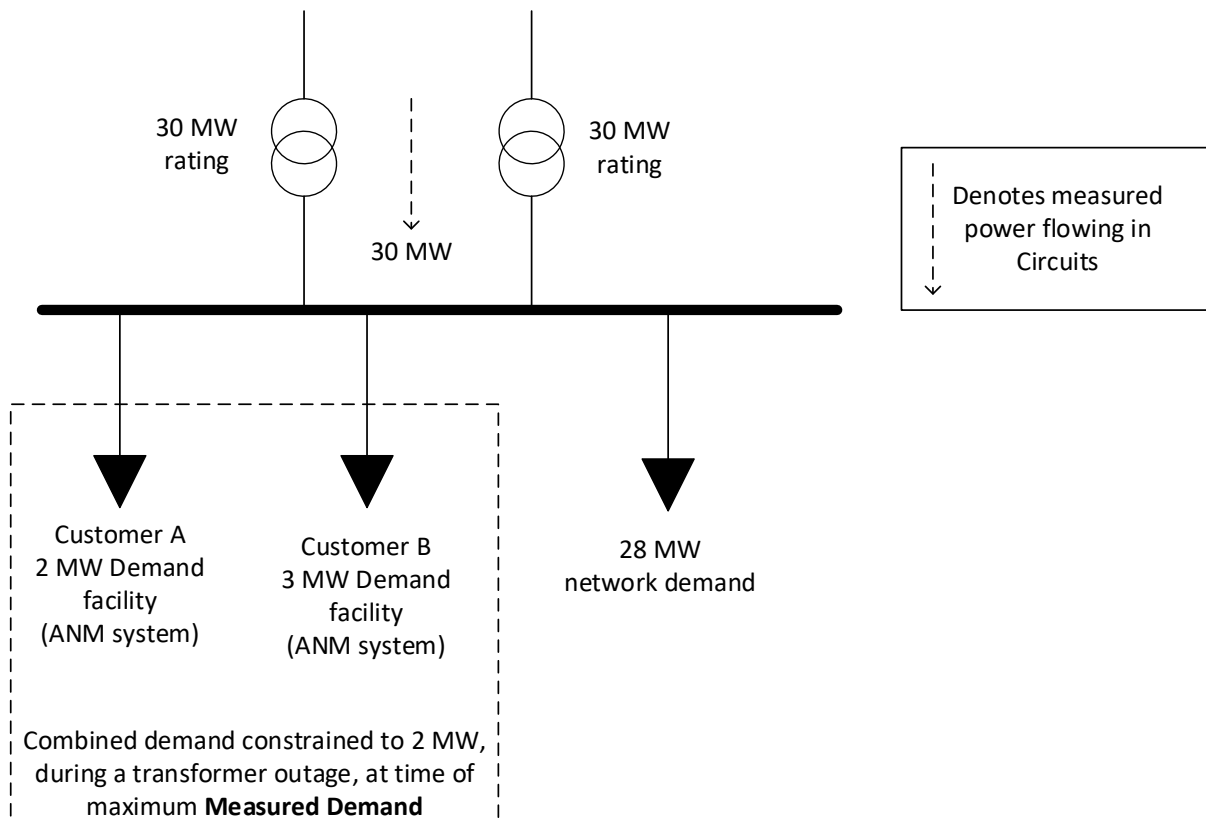 30 MW
rating
30 MW
30 MW
rating
Denotes measured
power flowing in
Circuits
Customer A
2 MW Demand
facility
(ANM system)
Customer B
3 MW Demand
facility
(ANM system)
28 MW
network demand
Combined demand constrained to 2 MW,
during a transformer outage, at time of
maximum Measured Demand